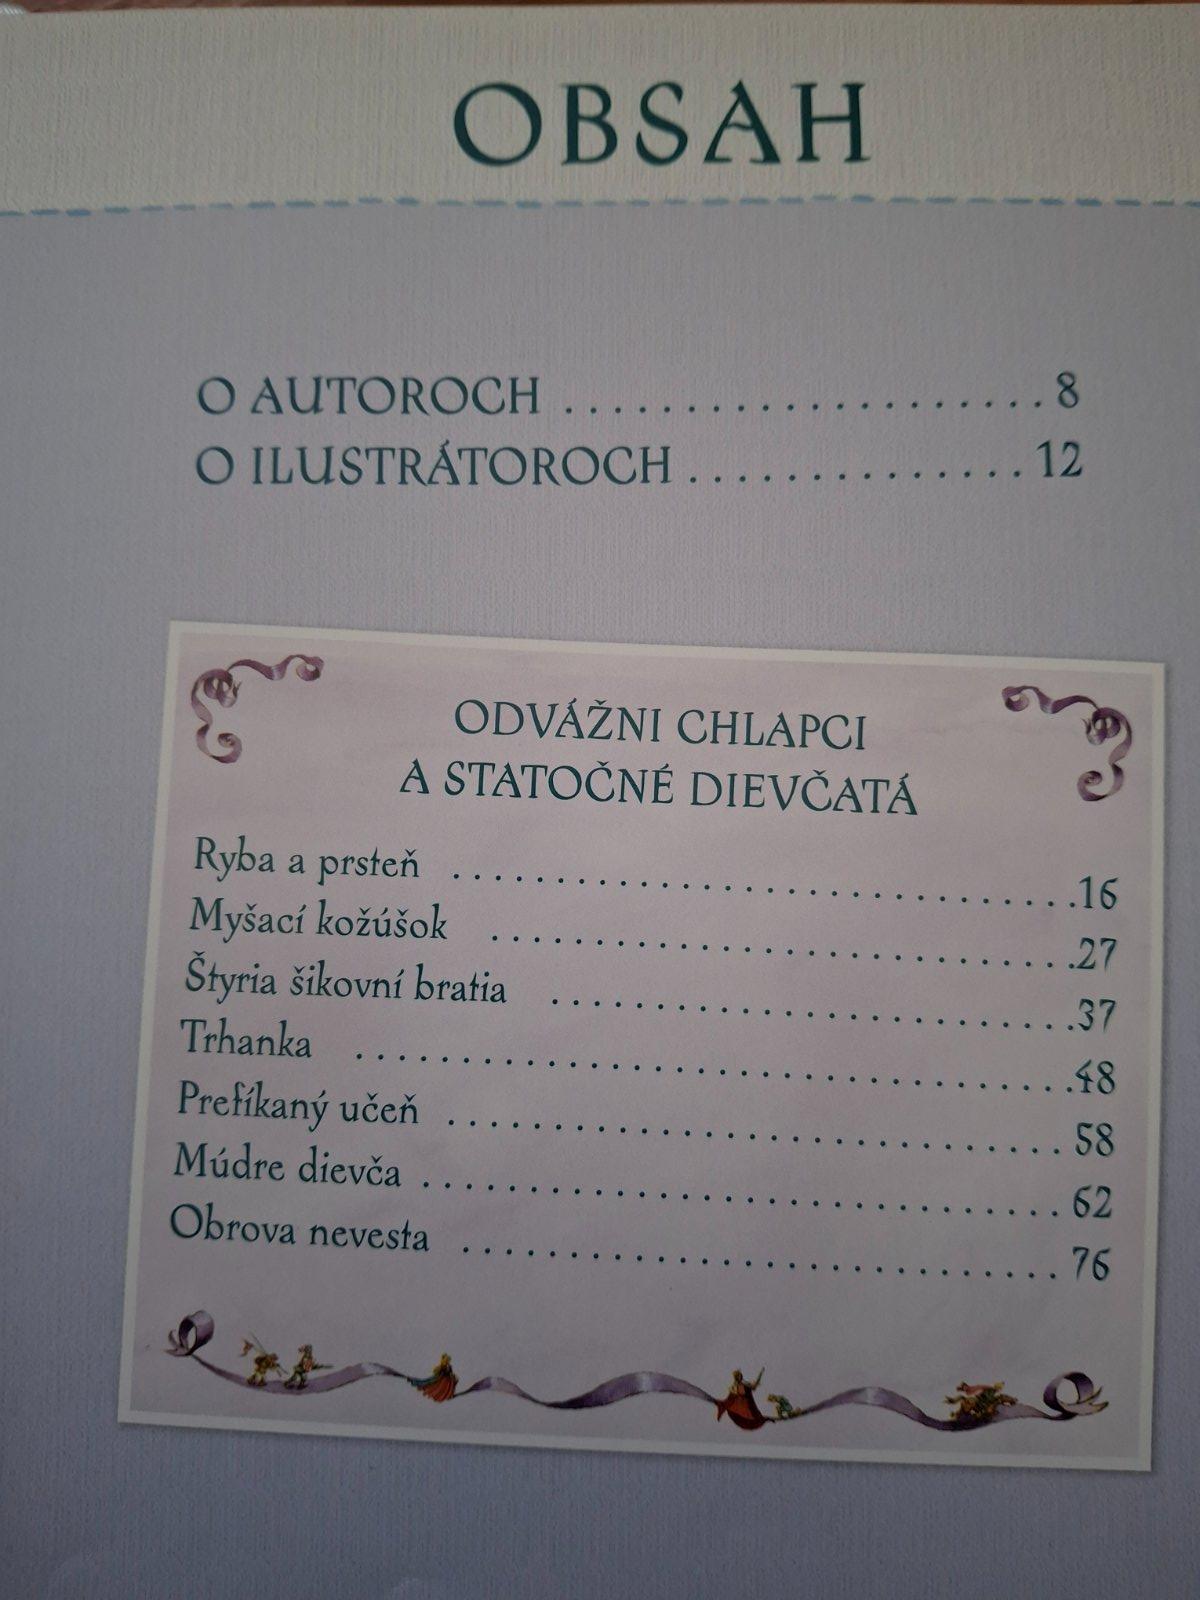 OBSAH
O AUTOROCH . . . . . . . . . . . . . . . . . . . . 8
O ILUSTRÁTOROCH . . . . . . . . . . . . . . 12
ODVÁŽNI CHLAPCI
A STATOČNÉ DIEVČATÁ
Ryba a prsteň . . . . . . . . . . . . . . . . . . . . . . . . 16
Myšací kožúšok . . . . . . . . . . . . . . . . . . . . . . . 27
Štyria šikovní bratia . . . . . . . . . . . . . . . . . . . . 37
Trhanka . . . . . . . . . . . . . . . . . . . . . . . . . . . . 48
Prefíkaný učeň . . . . . . . . . . . . . . . . . . . . . . . . 58
Múdre dievča . . . . . . . . . . . . . . . . . . . . . . . . . 62
Obrova nevesta . . . . . . . . . . . . . . . . . . . . . . . 76